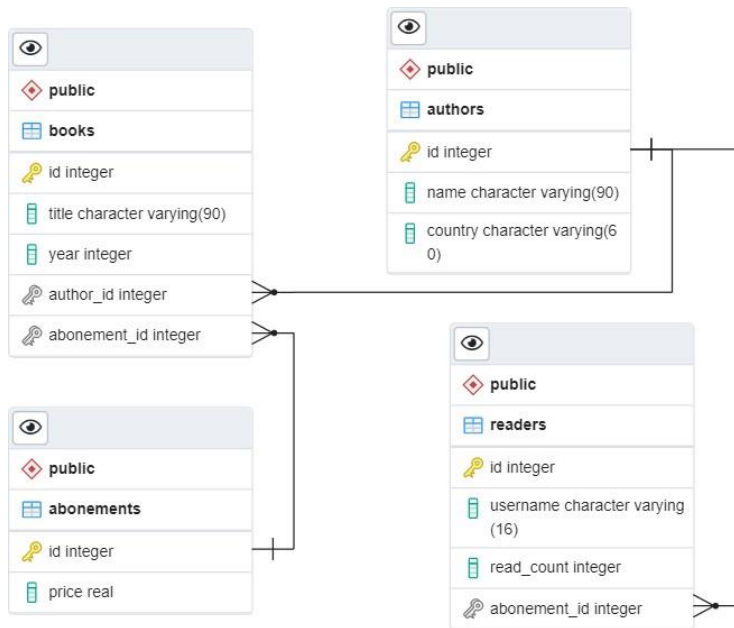 public
books
id integer
title character varying(90)
year integer
author_id integer
abonement_id integer
public
authors
id integer
name character varying(90)
country character varying(6
0)
public
abonements
id integer
price real
public
readers
id integer
username character varying
(16)
read_count integer
abonement_id integer